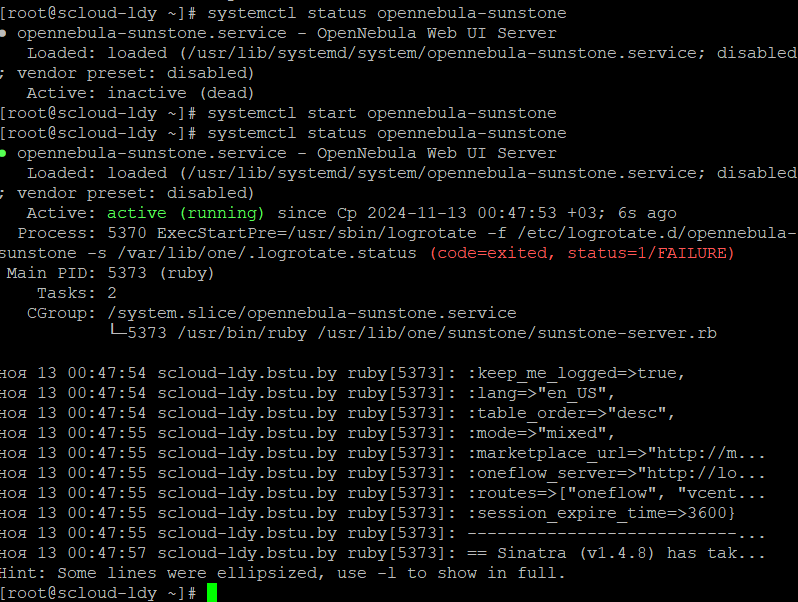 [root@scloud-ldy ~]# systemctl status opennebula-sunstone
● opennebula-sunstone.service - OpenNebula Web UI Server
   Loaded: loaded (/usr/lib/systemd/system/opennebula-sunstone.service; disabled
; vendor preset: disabled)
   Active: inactive (dead)
[root@scloud-ldy ~]# systemctl start opennebula-sunstone
[root@scloud-ldy ~]# systemctl status opennebula-sunstone
● opennebula-sunstone.service - OpenNebula Web UI Server
   Loaded: loaded (/usr/lib/systemd/system/opennebula-sunstone.service; disabled
; vendor preset: disabled)
   Active: active (running) since Ср 2024-11-13 00:47:53 +03; 6s ago
  Process: 5370 ExecStartPre=/usr/sbin/logrotate -f /etc/logrotate.d/opennebula-
sunstone -s /var/lib/one/.logrotate.status (code=exited, status=1/FAILURE)
 Main PID: 5373 (ruby)
    Tasks: 2
   CGroup: /system.slice/opennebula-sunstone.service
           └─5373 /usr/bin/ruby /usr/lib/one/sunstone/sunstone-server.rb

ноя 13 00:47:54 scloud-ldy.bstu.by ruby[5373]: :keep_me_logged=>true,
ноя 13 00:47:54 scloud-ldy.bstu.by ruby[5373]: :lang=>"en_US",
ноя 13 00:47:54 scloud-ldy.bstu.by ruby[5373]: :table_order=>"desc",
ноя 13 00:47:55 scloud-ldy.bstu.by ruby[5373]: :mode=>"mixed",
ноя 13 00:47:55 scloud-ldy.bstu.by ruby[5373]: :marketplace_url=>"http://m...
ноя 13 00:47:55 scloud-ldy.bstu.by ruby[5373]: :oneflow_server=>"http://lo...
ноя 13 00:47:55 scloud-ldy.bstu.by ruby[5373]: :routes=>["oneflow", "vcent...
ноя 13 00:47:55 scloud-ldy.bstu.by ruby[5373]: :session_expire_time=>3600}
ноя 13 00:47:55 scloud-ldy.bstu.by ruby[5373]: ---------------------------...
ноя 13 00:47:57 scloud-ldy.bstu.by ruby[5373]: == Sinatra (v1.4.8) has tak...
Hint: Some lines were ellipsized, use -l to show in full.
[root@scloud-ldy ~]#